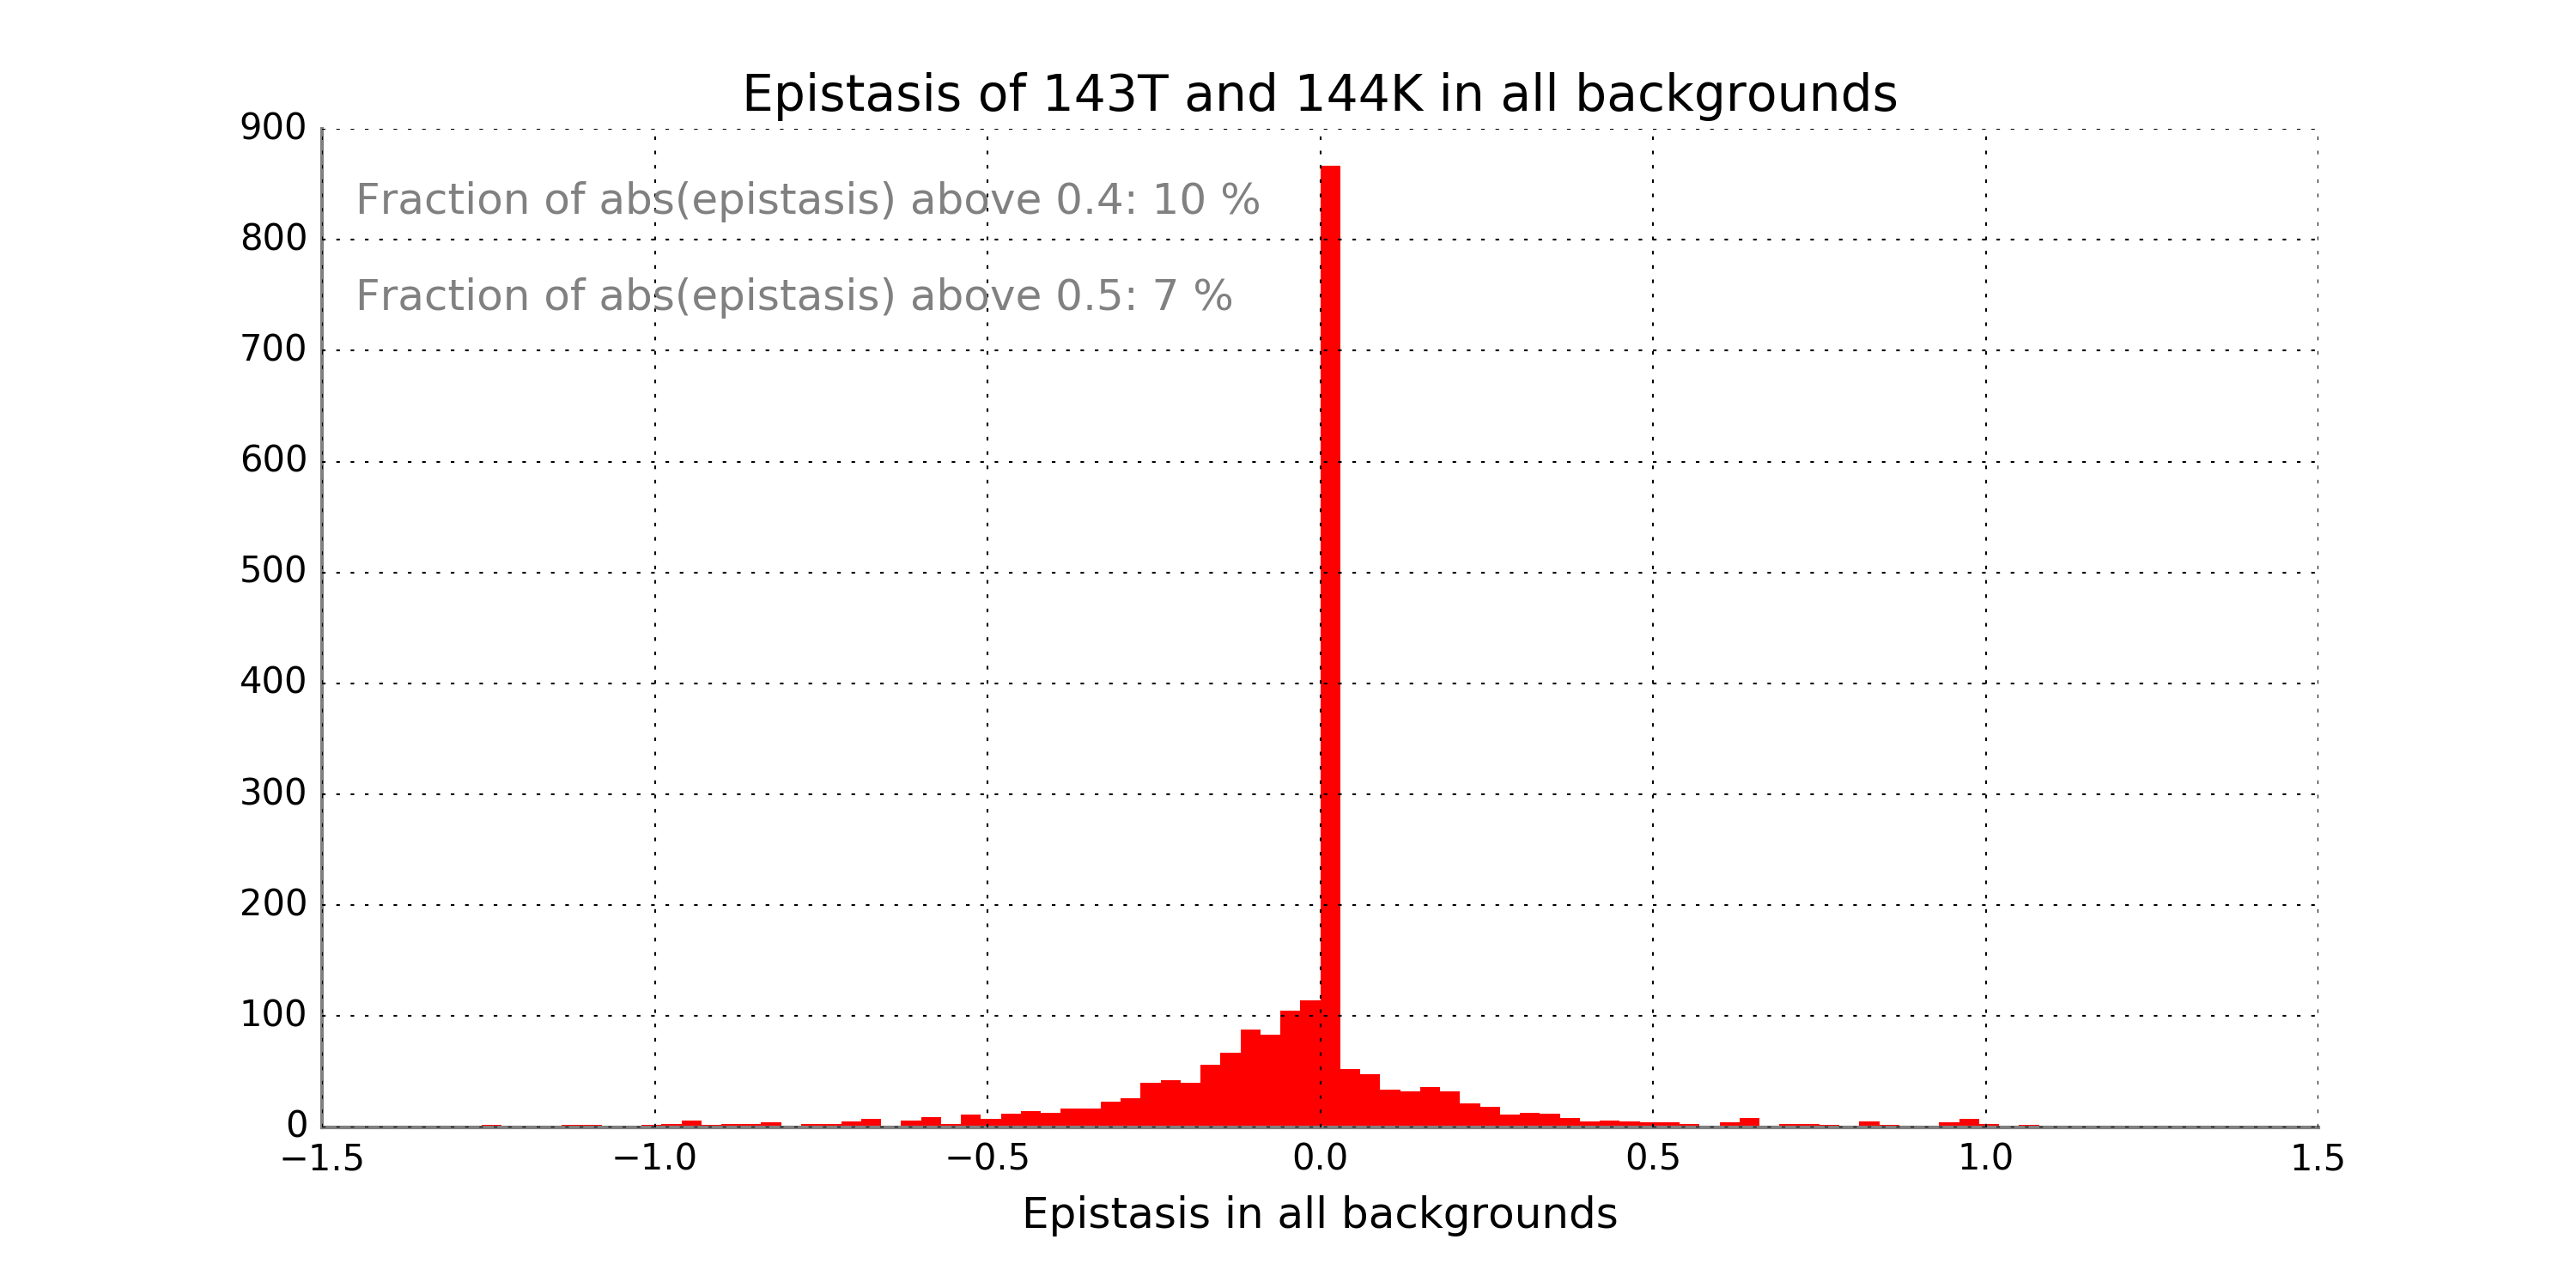 Epistasis of 143T and 144K in all backgrounds
900
Fraction of abs(epistasis) above 0.4: 10 %
800
Fraction of abs(epistasis) above 0.5: 7 %
700
600
500
400
300
200
100
0
−1.5 −1.0 −0.5 0.0 0.5 1.0 1.5
Epistasis in all backgrounds